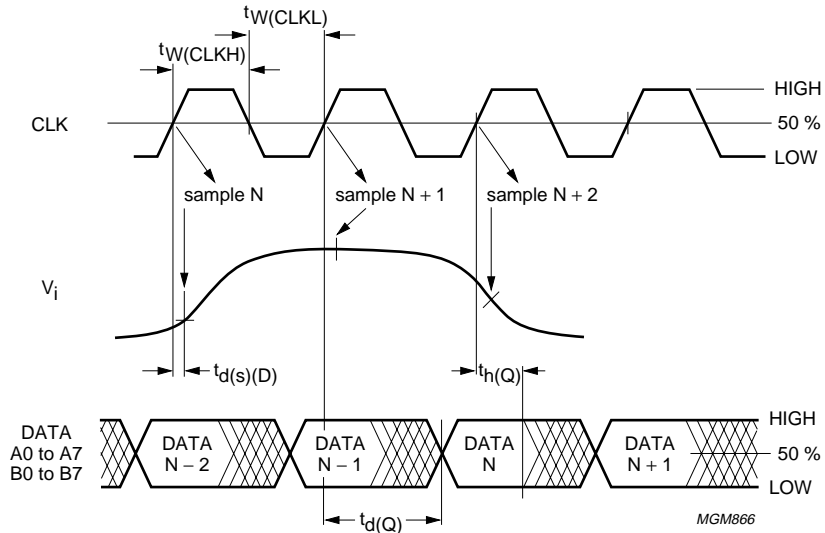 tW(CLKL)
tW(CLKH)
HIGH
CLK
50 %
LOW
sample N
sample N + 1
sample N + 2
Vi
td(s)(D)
th(Q)
HIGH
DATA
A0 to A7
B0 to B7
DATA
N − 2
DATA
N − 1
DATA
N
DATA
N + 1
50 %
LOW
td(Q)
MGM866